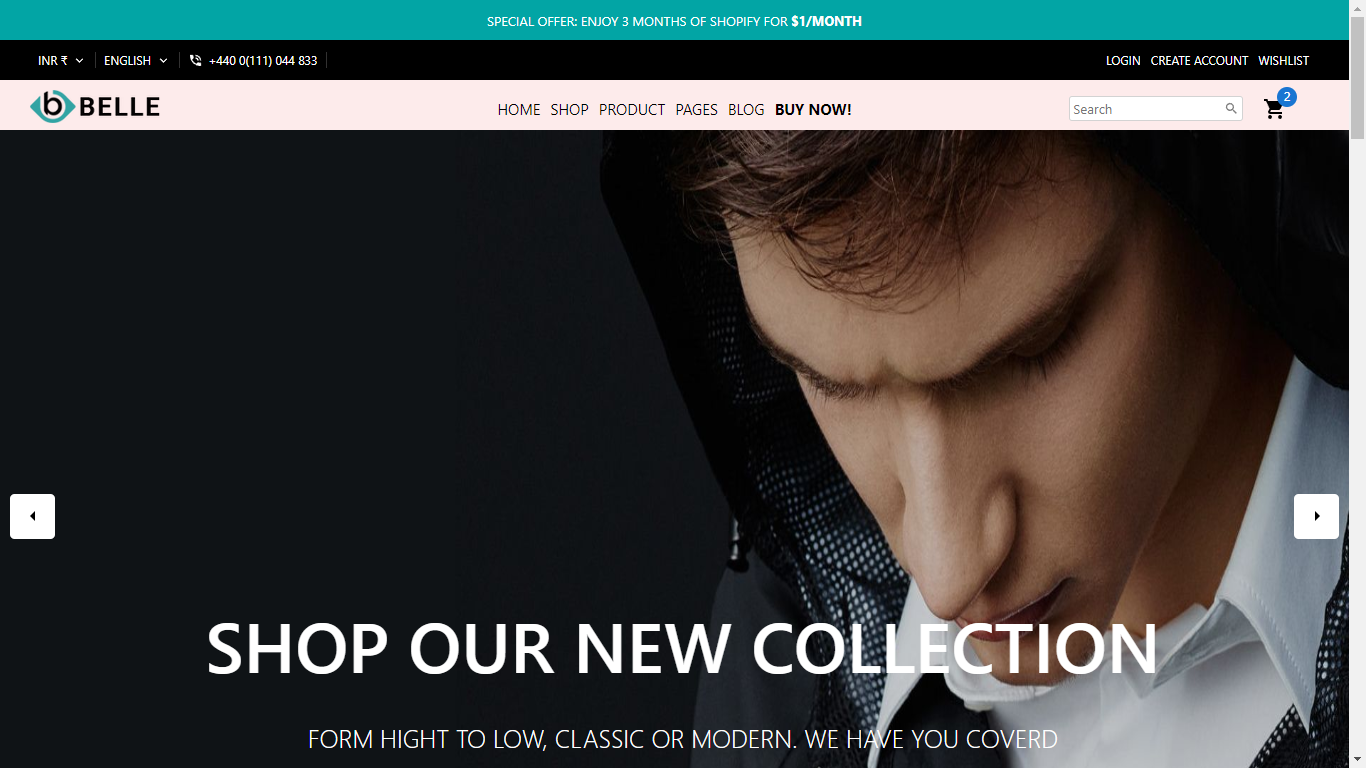 SPECIAL OFFER: ENJOY 3 MONTHS OF SHOPIFY FOR $1/MONTH
INR ₹ ENGLISH +440 0(111) 044 833 LOGIN CREATE ACCOUNT WISHLIST
b BELLE HOME SHOP PRODUCT PAGES BLOG BUY NOW! Search 2
SHOP OUR NEW COLLECTION
FORM HIGHT TO LOW, CLASSIC OR MODERN. WE HAVE YOU COVERD